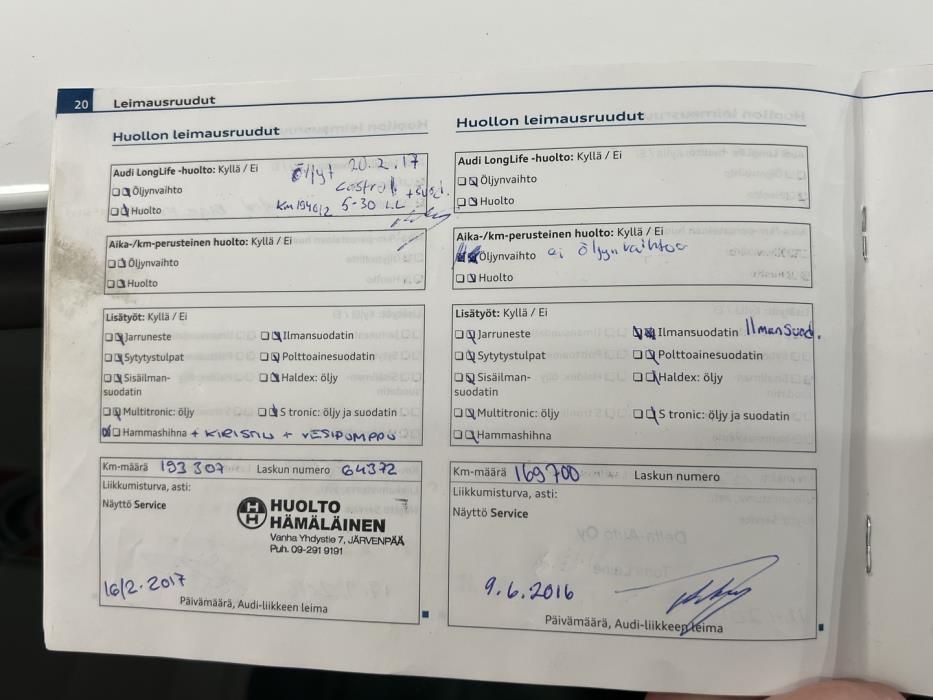 20 Leimausruudut
Huollon leimausruudut
Audi LongLife -huolto: Kyllä / Ei
Öljyt 20.2.17
Öljynvaihto
castrol + suod.
Huolto
Km 194612 5-30 LL
Aika-/km-perusteinen huolto: Kyllä / Ei
Öljynvaihto
Huolto
Lisätyöt: Kyllä / Ei
Jarruneste Ilmansuodatin
Sytytystulpat Polttoainesuodatin
Sisäilman- Haldex: öljy
suodatin
Multitronic: öljy S tronic: öljy ja suodatin
Hammashihna + KIRISTIN + VESIPUMPPU
Km-määrä 193 307 Laskun numero 64372
Liikkumisturva, asti:
Näyttö Service
HUOLTO
HÄMÄLÄINEN
Vanha Yhdystie 7, JÄRVENPÄÄ
Puh. 09-291 9191
16/2.2017
Päivämäärä, Audi-liikkeen leima
Huollon leimausruudut
Audi LongLife -huolto: Kyllä / Ei
Öljynvaihto
Huolto
Aika-/km-perusteinen huolto: Kyllä / Ei
Öljynvaihto ei öljynvaihtoa
Huolto
Lisätyöt: Kyllä / Ei
Jarruneste Ilmansuodatin Ilmansuod.
Sytytystulpat Polttoainesuodatin
Sisäilman- Haldex: öljy
suodatin
Multitronic: öljy S tronic: öljy ja suodatin
Hammashihna
Km-määrä 169700 Laskun numero
Liikkumisturva, asti:
Näyttö Service
9.6.2016
Päivämäärä, Audi-liikkeen leima